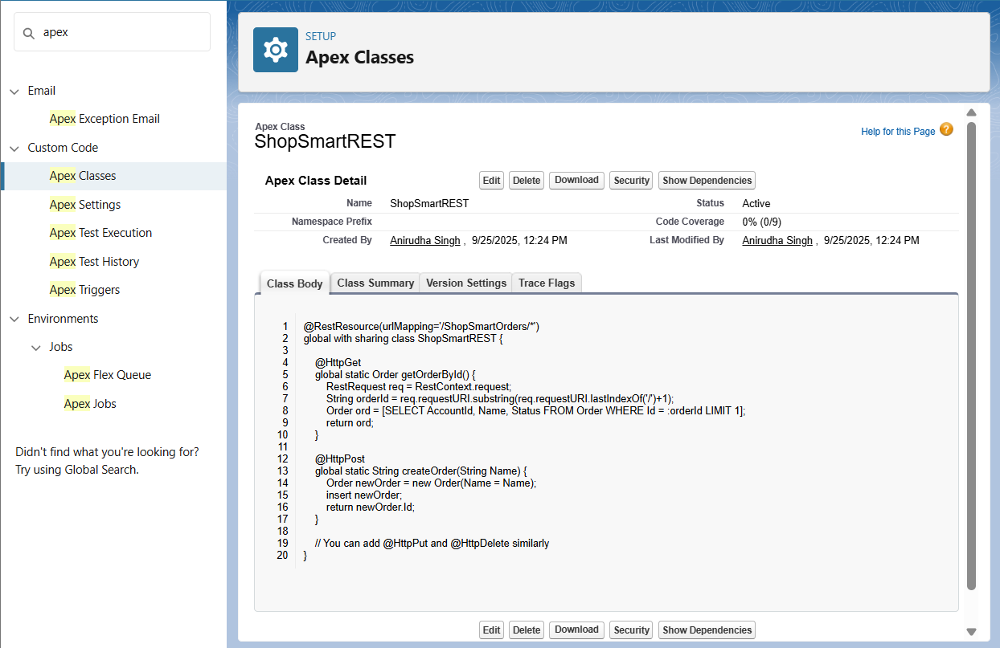 apex
Email
Apex Exception Email
Custom Code
Apex Classes
Apex Settings
Apex Test Execution
Apex Test History
Apex Triggers
Environments
Jobs
Apex Flex Queue
Apex Jobs
Didn't find what you're looking for?
Try using Global Search.
SETUP
Apex Classes
Apex Class
ShopSmartREST
Help for this Page ?
Apex Class Detail Edit Delete Download Security Show Dependencies
Name ShopSmartREST Status Active
Namespace Prefix Code Coverage 0% (0/9)
Created By Anirudha Singh , 9/25/2025, 12:24 PM Last Modified By Anirudha Singh , 9/25/2025, 12:24 PM
Class Body Class Summary Version Settings Trace Flags
1 @RestResource(urlMapping='/ShopSmartOrders/*')
2 global with sharing class ShopSmartREST {
3
4 @HttpGet
5 global static Order getOrderById() {
6 RestRequest req = RestContext.request;
7 String orderId = req.requestURI.substring(req.requestURI.lastIndexOf('/')+1);
8 Order ord = [SELECT AccountId, Name, Status FROM Order WHERE Id = :orderId LIMIT 1];
9 return ord;
10 }
11
12 @HttpPost
13 global static String createOrder(String Name) {
14 Order newOrder = new Order(Name = Name);
15 insert newOrder;
16 return newOrder.Id;
17 }
18
19 // You can add @HttpPut and @HttpDelete similarly
20 }
Edit Delete Download Security Show Dependencies